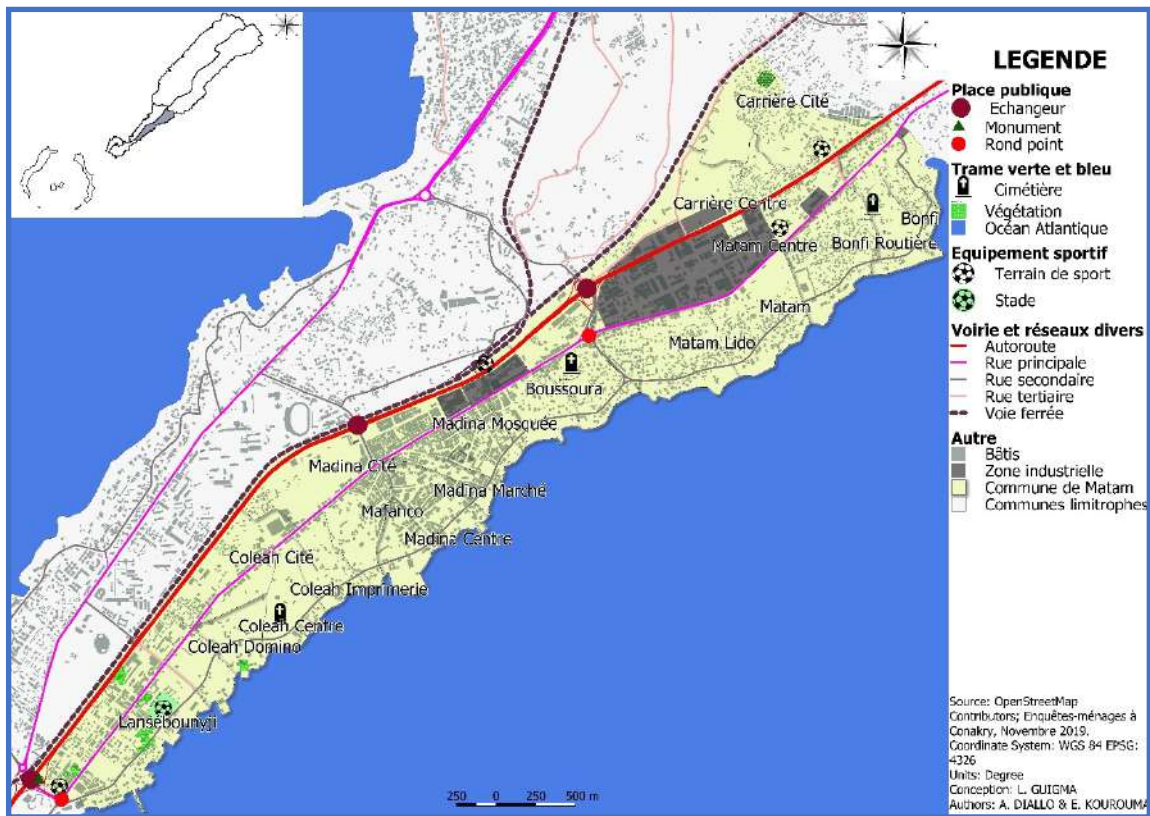 Carrière Cité
Carrière Centre
Matam Centre
Bonfi
Bonfi Routière
Matam
Matam Lido
Boussoura
Madina Mosquée
Madina Cité
Madina Marché
Mafanco
Madina Centre
Coleah Cité
Coleah Imprimerie
Coleah Centre
Coleah Domino
Lansébounyji
250 0 250 500 m
LEGENDE
Place publique
Echangeur
Monument
Rond point
Trame verte et bleu
Cimétière
Végétation
Océan Atlantique
Equipement sportif
Terrain de sport
Stade
Voirie et réseaux divers
Autoroute
Rue principale
Rue secondaire
Rue tertiaire
Voie ferrée
Autre
Bâtis
Zone industrielle
Commune de Matam
Communes limitrophes
Source: OpenStreetMap
Contributors; Enquêtes-ménages à
Conakry, Novembre 2019.
Coordinate System: WGS 84 EPSG:
4326
Units: Degree
Conception: L. GUIGMA
Authors: A. DIALLO & E. KOUROUMA